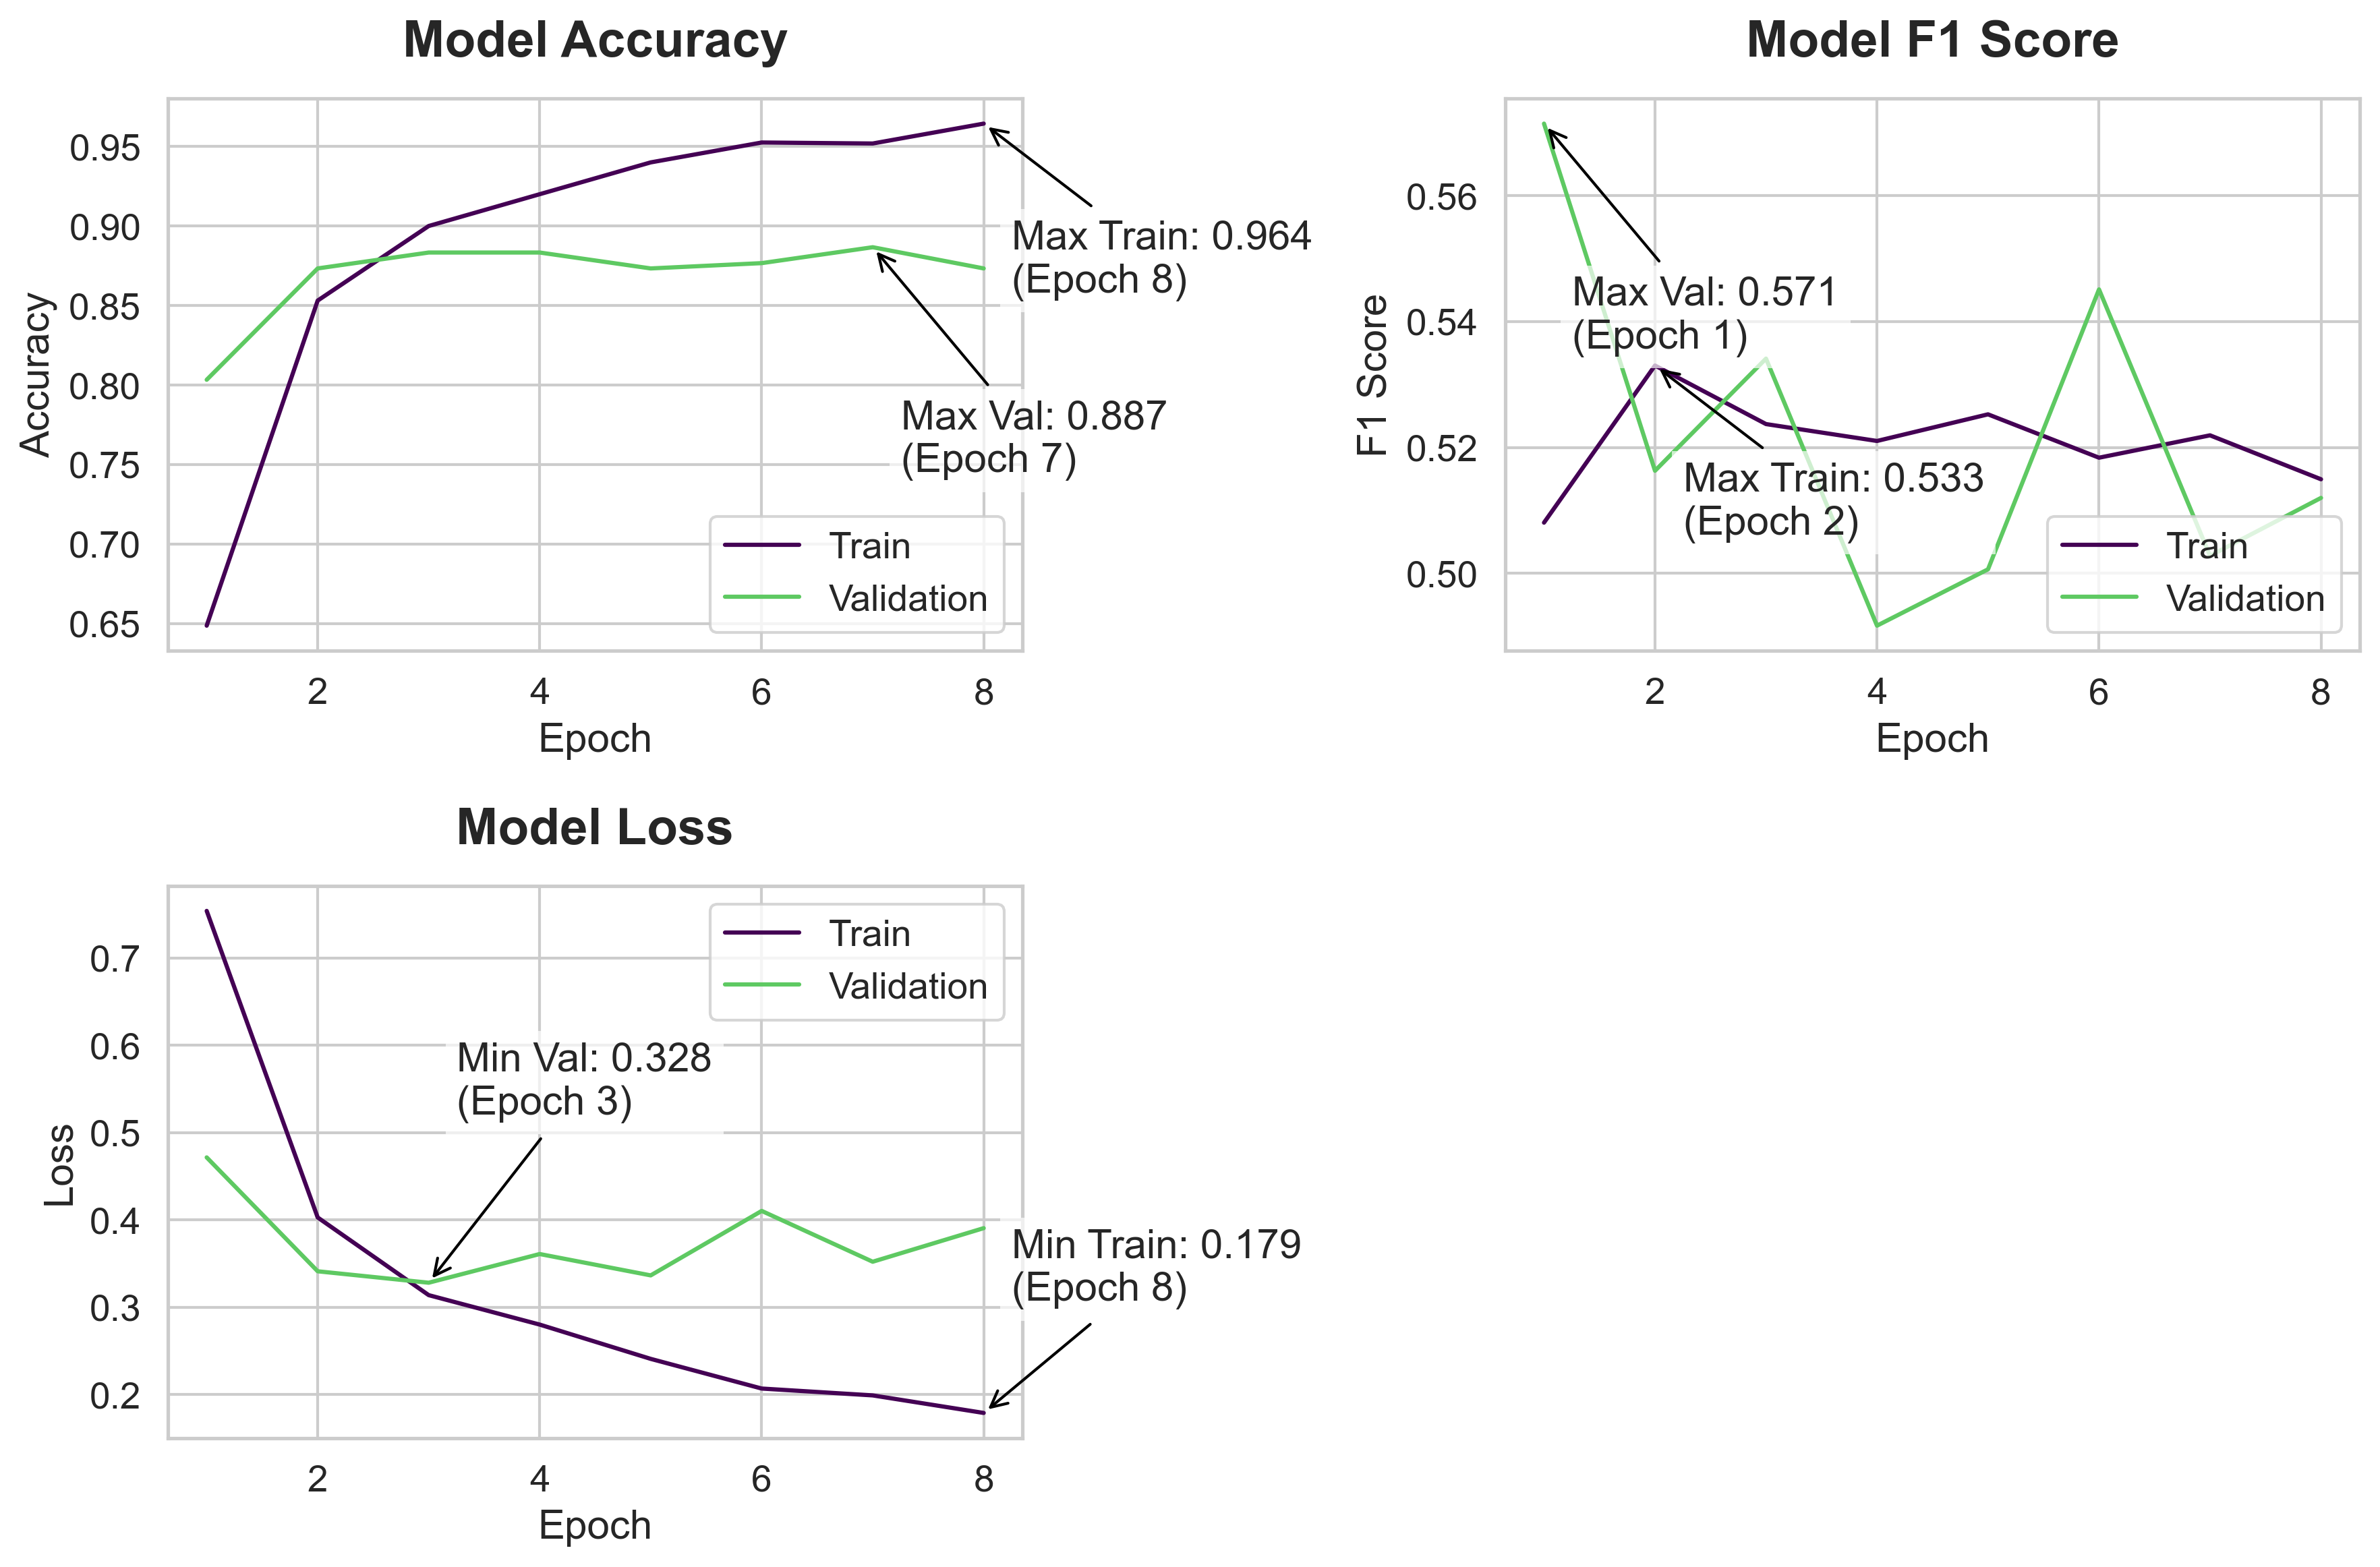 Model Accuracy
Accuracy
0.95
0.90
0.85
0.80
0.75
0.70
0.65
Max Train: 0.964
(Epoch 8)
Max Val: 0.887
(Epoch 7)
Train
Validation
2
4
6
8
Epoch
Model F1 Score
F1 Score
0.56
0.54
0.52
0.50
Max Val: 0.571
(Epoch 1)
Max Train: 0.533
(Epoch 2)
Train
Validation
2
4
6
8
Epoch
Model Loss
Loss
0.7
0.6
0.5
0.4
0.3
0.2
Train
Validation
Min Val: 0.328
(Epoch 3)
Min Train: 0.179
(Epoch 8)
2
4
6
8
Epoch